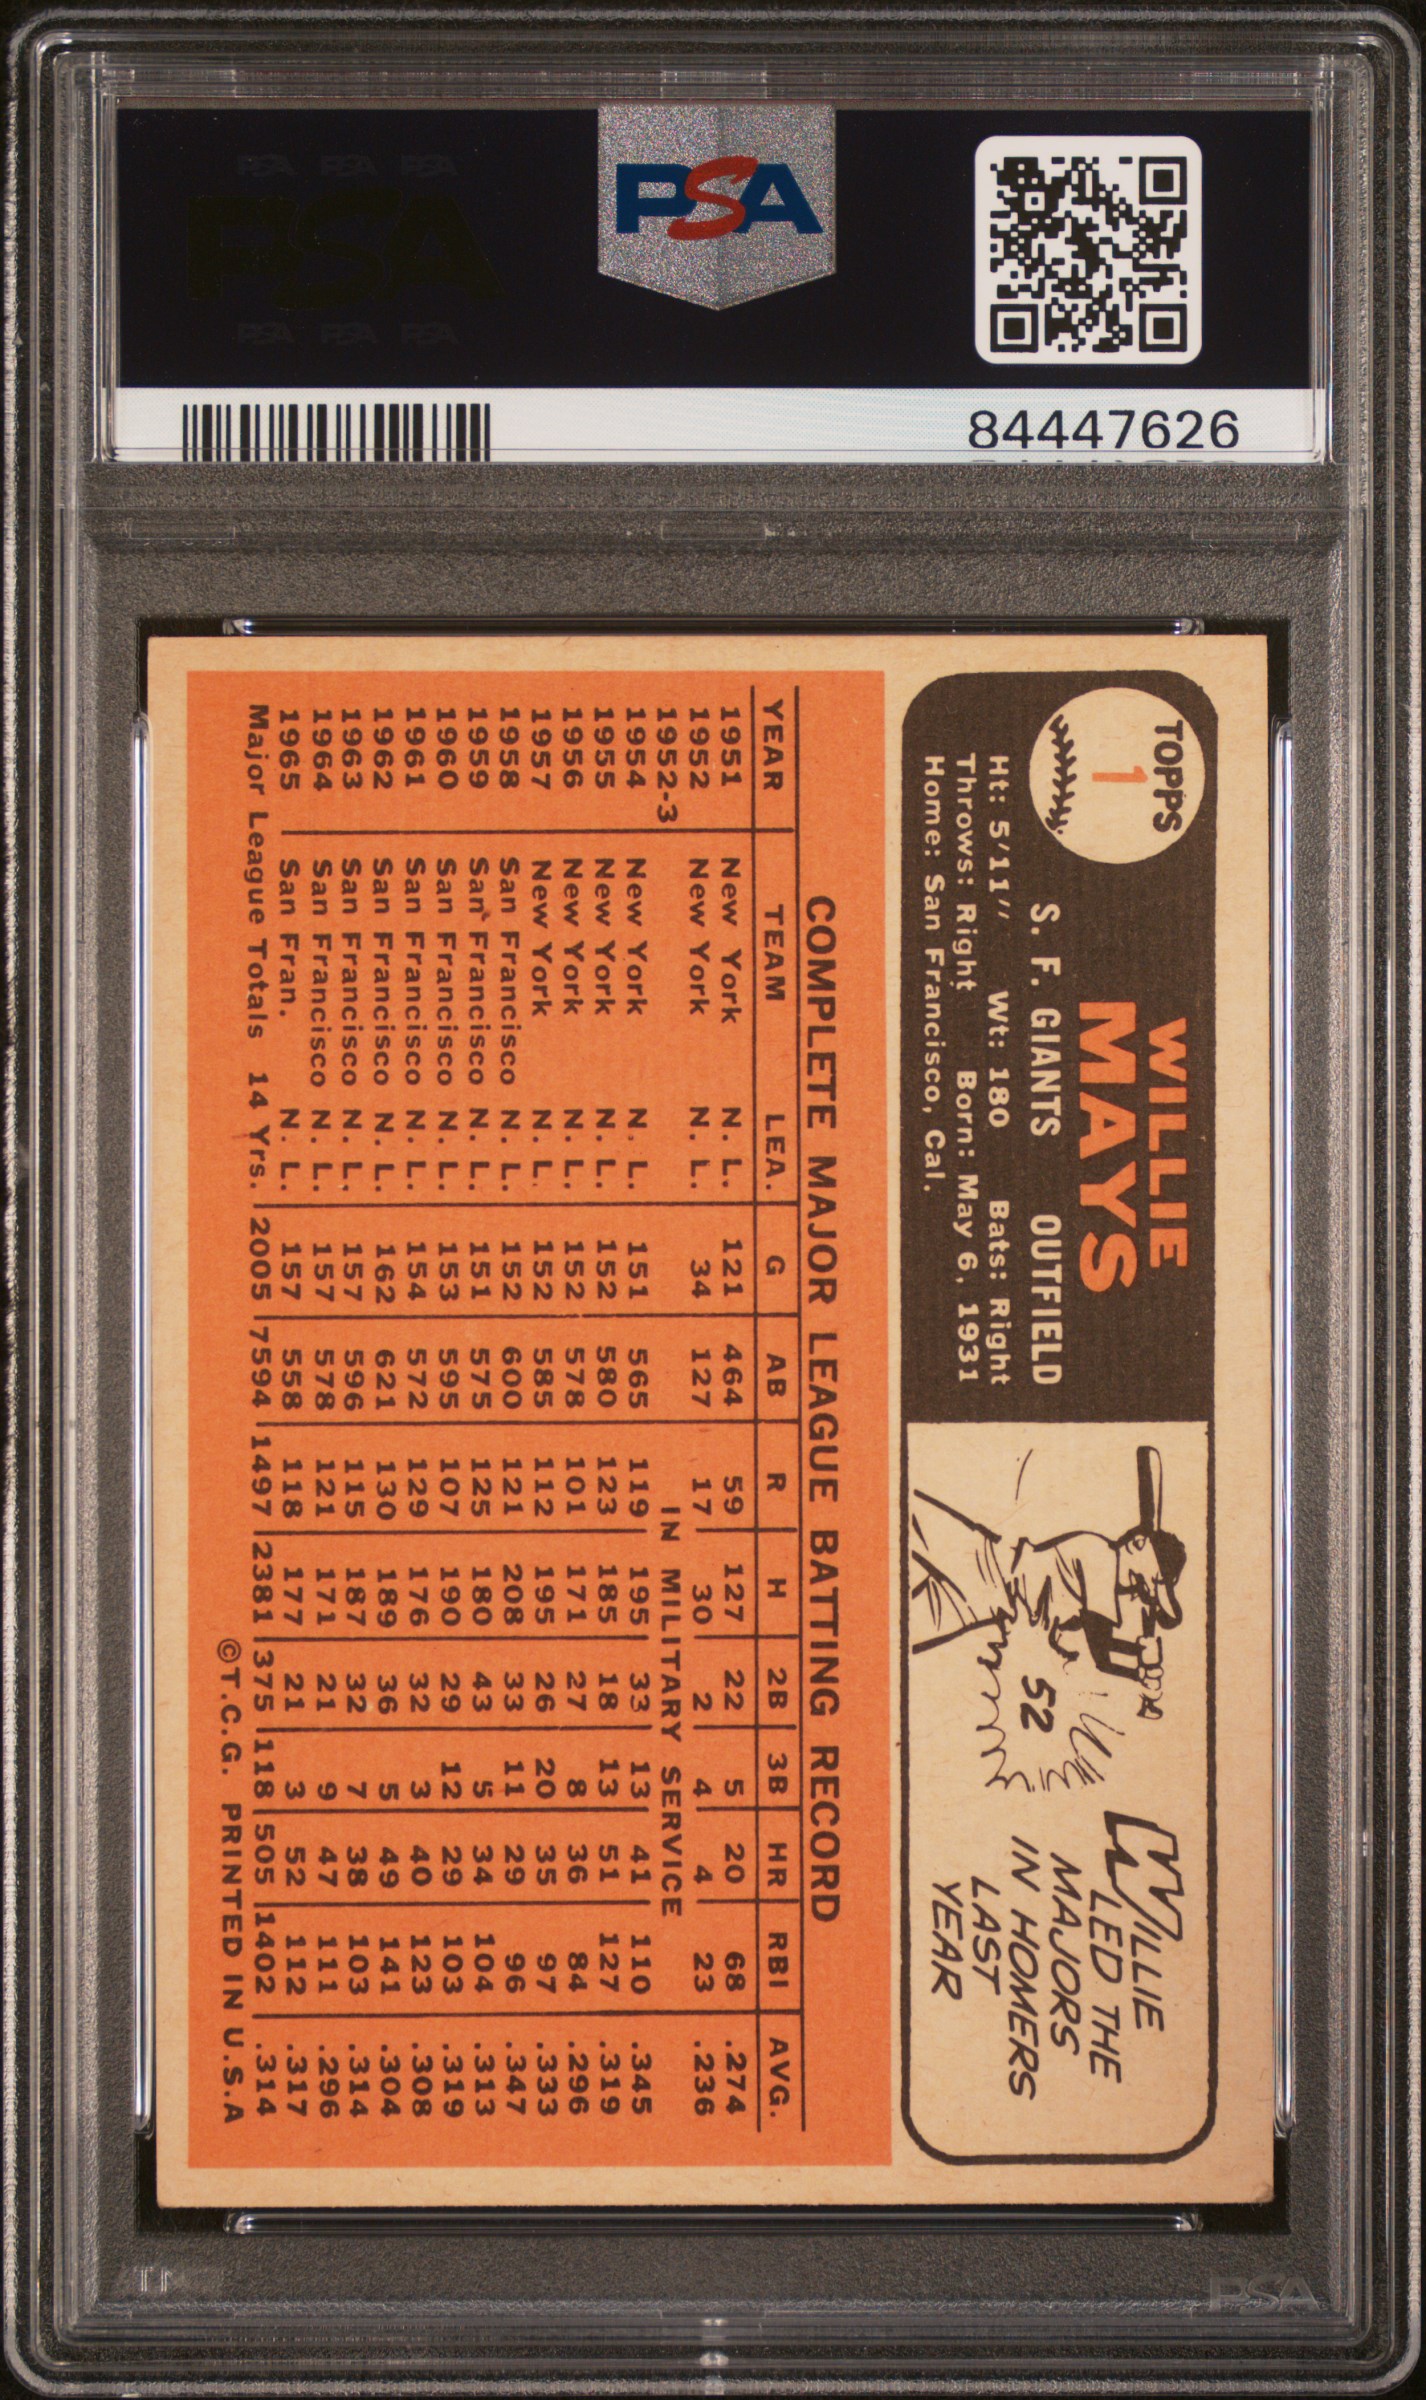 PSA PSA PSA
PSA
PSA PSA PSA
PSA
84447626
TOPPS
1
WILLIE
MAYS
S. F. GIANTS OUTFIELD
Ht: 5'11" Wt: 180 Bats: Right
Throws: Right Born: May 6, 1931
Home: San Francisco, Cal.
52
WILLIE
LED THE
MAJORS
IN HOMERS
LAST
YEAR
COMPLETE MAJOR LEAGUE BATTING RECORD
YEAR TEAM LEA. G AB R H 2B 3B HR RBI AVG.
1951 New York N. L. 121 464 59 127 22 5 20 68 .274
1952 New York N. L. 34 127 17 30 2 4 4 23 .236
1952-3 IN MILITARY SERVICE
1954 New York N. L. 151 565 119 195 33 13 41 110 .345
1955 New York N. L. 152 580 123 185 18 13 51 127 .319
1956 New York N. L. 152 578 101 171 27 8 36 84 .296
1957 New York N. L. 152 585 112 195 26 20 35 97 .333
1958 San Francisco N. L. 152 600 121 208 33 11 29 96 .347
1959 San Francisco N. L. 151 575 125 180 43 5 34 104 .313
1960 San Francisco N. L. 153 595 107 190 29 12 29 103 .319
1961 San Francisco N. L. 154 572 129 176 32 3 40 123 .308
1962 San Francisco N. L. 162 621 130 189 36 5 49 141 .304
1963 San Francisco N. L. 157 596 115 187 32 7 38 103 .314
1964 San Francisco N. L. 157 578 121 171 21 9 47 111 .296
1965 San Fran. N. L. 157 558 118 177 21 3 52 112 .317
Major League Totals 14 Yrs. 2005 7594 1497 2381 375 118 505 1402 .314
©T.C.G. PRINTED IN U.S.A
PSA